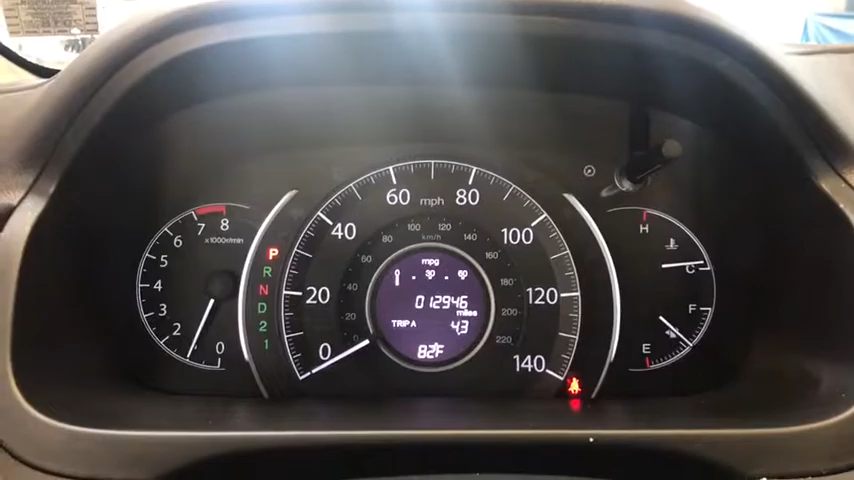 7 8
6
5
4
3
2
1 0
x1000r/min
P
R
N
D
2
1
mph
0
20
40
60
80
100
120
140
km/h
20
40
60
80
100
120
140
160
180
200
220
mpg
0 . 30 . 60
012946
miles
TRIP A 4.3
82°F
H
C
F
E